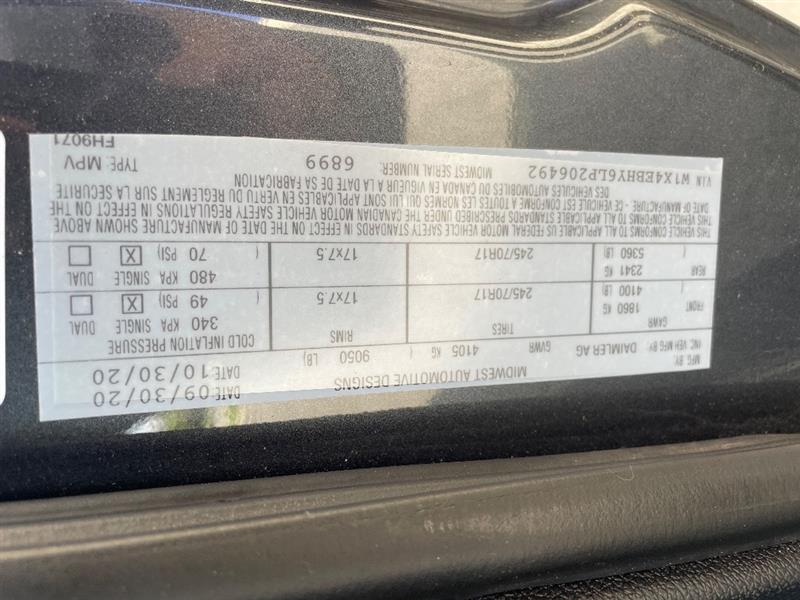 MFG BY: MIDWEST AUTOMOTIVE DESIGNS DATE: 09/30/20
INC VEH MFG BY: DAIMLER AG GVWR 4105 KG 9050 ( LB) DATE: 10/30/20
GAWR TIRES RIMS COLD INFLATION PRESSURE
FRONT 1860 KG 245/70R17 17x7.5 340 KPA SINGLE DUAL
4100 LB) ( 49 PSI) ( X
REAR 2341 KG 245/70R17 17x7.5 480 KPA SINGLE DUAL
5360 LB) ( 70 PSI) ( X
THIS VEHICLE CONFORMS TO ALL APPLICABLE U.S. FEDERAL MOTOR VEHICLE SAFETY STANDARDS IN EFFECT ON THE DATE OF MANUFACTURE SHOWN ABOVE
THIS VEHICLE CONFORMS TO ALL APPLICABLE STANDARDS PRESCRIBED UNDER THE CANADIAN MOTOR VEHICLE SAFETY REGULATIONS IN EFFECT ON THE
DATE OF MANUFACTURE - CE VEHICULE EST CONFORME A TOUTES LES NORMES QUI LUI SONT APPLICABLES EN VERTU DU REGLEMENT SUR LA SECURITE
DES VEHICULES AUTOMOBILES DU CANADA EN VIGUEUR A LA DATE DE SA FABRICATION
VIN W1X4EBHY6LP206492 MIDWEST SERIAL NUMBER: 6899 TYPE: MPV
FH9071